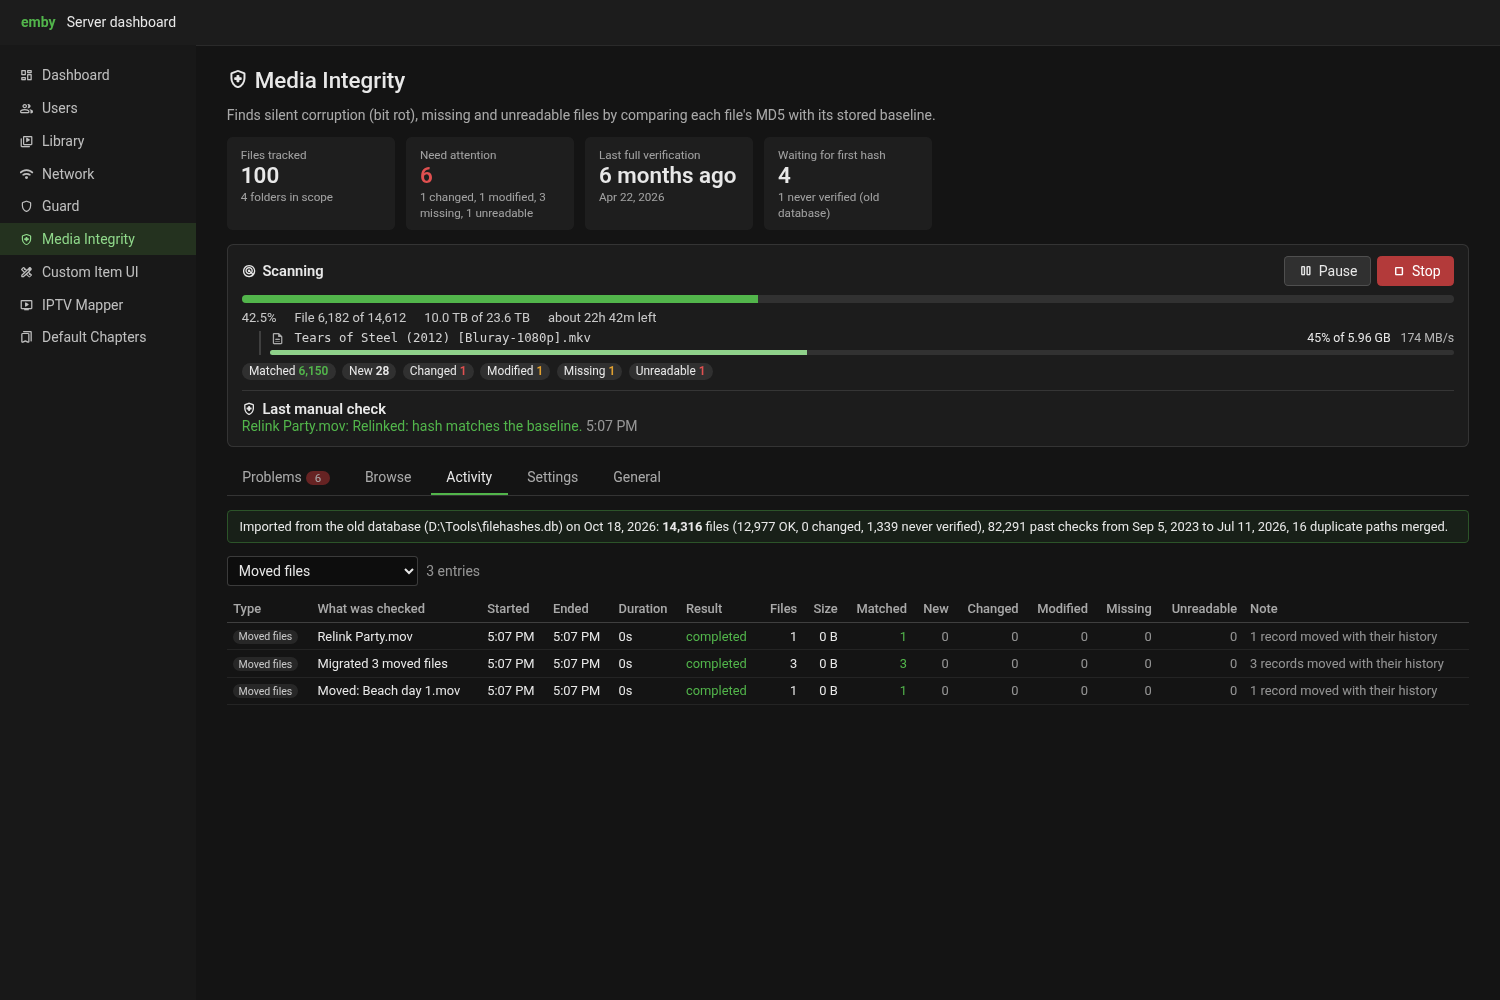 emby Server dashboard
Dashboard
Users
Library
Network
Guard
Media Integrity
Custom Item UI
IPTV Mapper
Default Chapters
Media Integrity
Finds silent corruption (bit rot), missing and unreadable files by comparing each file's MD5 with its stored baseline.
Files tracked
100
4 folders in scope
Need attention
6
1 changed, 1 modified, 3
missing, 1 unreadable
Last full verification
6 months ago
Apr 22, 2026
Waiting for first hash
4
1 never verified (old
database)
Scanning
Pause
Stop
42.5% File 6,182 of 14,612 10.0 TB of 23.6 TB about 22h 42m left
Tears of Steel (2012) [Bluray-1080p].mkv 45% of 5.96 GB 174 MB/s
Matched 6,150 New 28 Changed 1 Modified 1 Missing 1 Unreadable 1
Last manual check
Relink Party.mov: Relinked: hash matches the baseline. 5:07 PM
Problems 6 Browse Activity Settings General
Imported from the old database (D:\Tools\filehashes.db) on Oct 18, 2026: 14,316 files (12,977 OK, 0 changed, 1,339 never verified), 82,291 past checks from Sep 5, 2023 to Jul 11, 2026, 16 duplicate paths merged.
Moved files 3 entries
Type What was checked Started Ended Duration Result Files Size Matched New Changed Modified Missing Unreadable Note
Moved files Relink Party.mov 5:07 PM 5:07 PM 0s completed 1 0 B 1 0 0 0 0 0 1 record moved with their history
Moved files Migrated 3 moved files 5:07 PM 5:07 PM 0s completed 3 0 B 3 0 0 0 0 0 3 records moved with their history
Moved files Moved: Beach day 1.mov 5:07 PM 5:07 PM 0s completed 1 0 B 1 0 0 0 0 0 1 record moved with their history